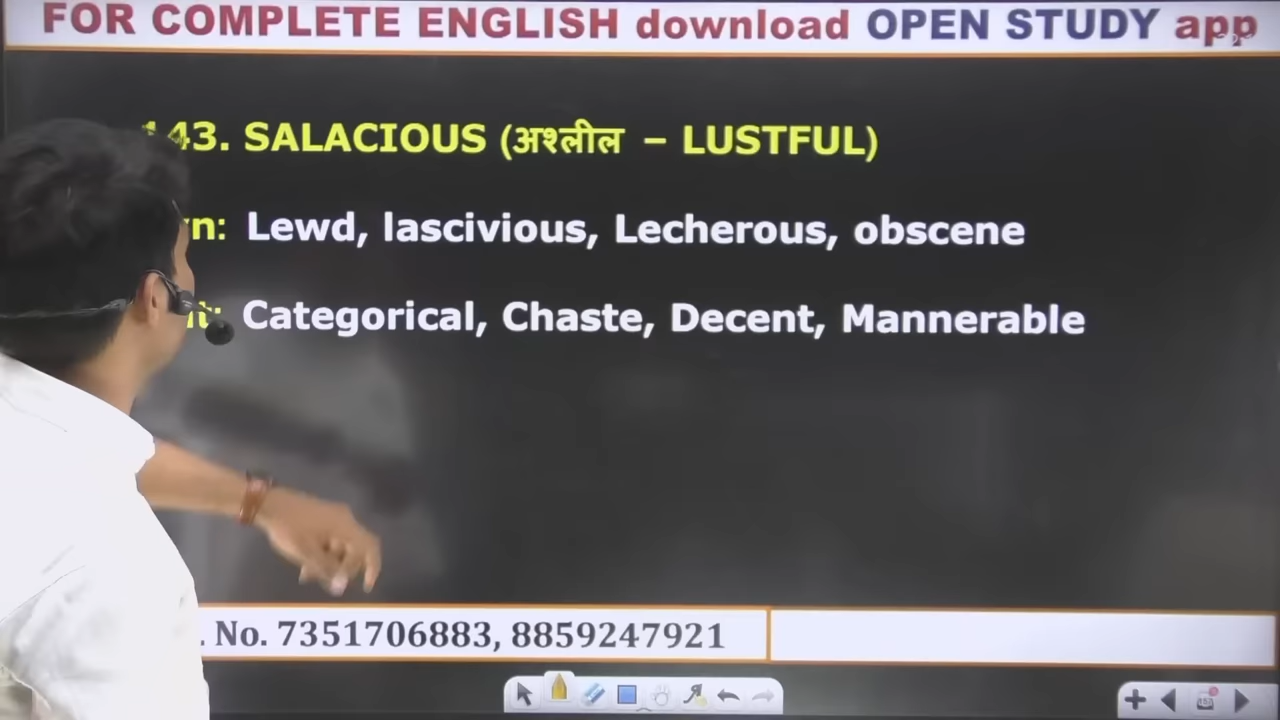 FOR COMPLETE ENGLISH download OPEN STUDY app
143. SALACIOUS (अश्लील – LUSTFUL)
Lewd, lascivious, Lecherous, obscene
Categorical, Chaste, Decent, Mannerable
. No. 7351706883, 8859247921